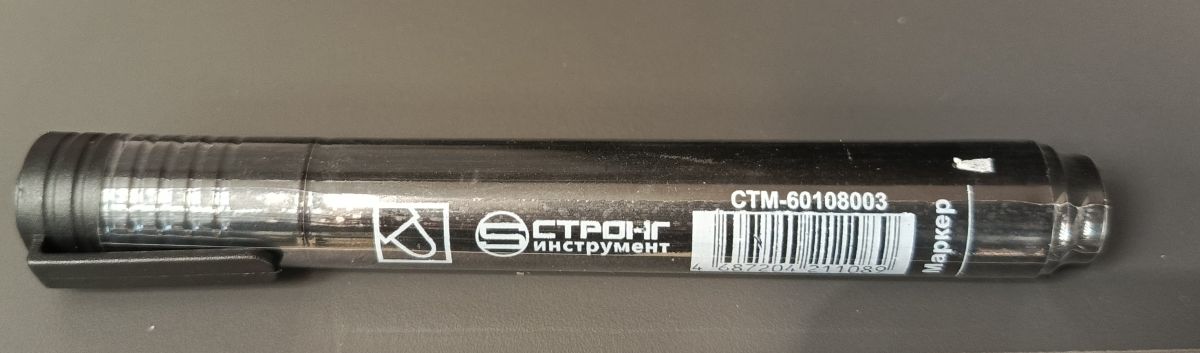 СТРОНГ
инструмент
СТМ-60108003
4 687204 211089
Маркер